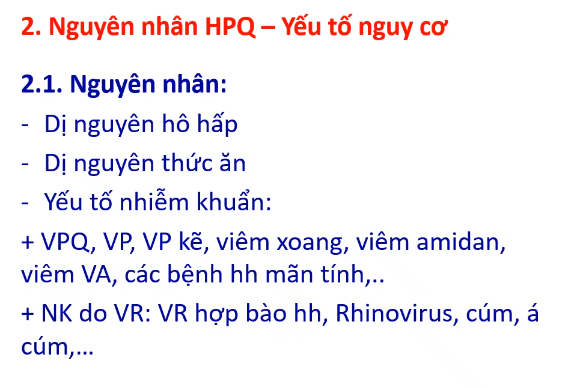 2. Nguyên nhân HPQ – Yếu tố nguy cơ
2.1. Nguyên nhân:
- Dị nguyên hô hấp
- Dị nguyên thức ăn
- Yếu tố nhiễm khuẩn:
+ VPQ, VP, VP kẽ, viêm xoang, viêm amidan,
viêm VA, các bệnh hh mãn tính,..
+ NK do VR: VR hợp bào hh, Rhinovirus, cúm, á
cúm,...